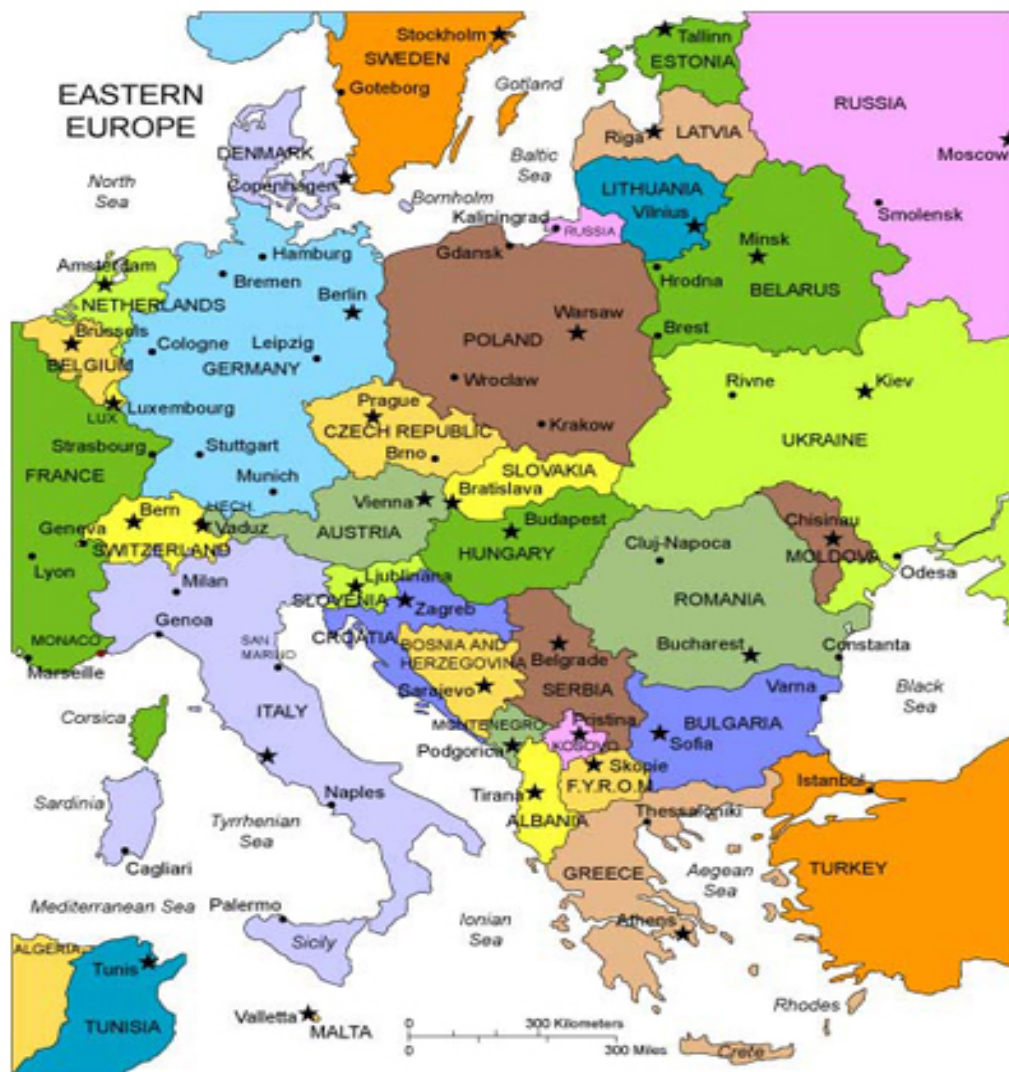 EASTERN
EUROPE
Stockholm
SWEDEN
Goteborg
Gotland
Tallinn
ESTONIA
RUSSIA
Moscow
Riga
LATVIA
Baltic
Sea
DENMARK
Copenhagen
North
Sea
Bornholm
LITHUANIA
Vilnius
Smolensk
Kaliningrad
RUSSIA
Gdansk
Minsk
Hrodna
BELARUS
Hamburg
Bremen
Amsterdam
NETHERLANDS
Berlin
Warsaw
POLAND
Brest
Brussels
BELGIUM
Cologne
Leipzig
GERMANY
Wroclaw
Rivne
Kiev
Luxembourg
LUX
Prague
CZECH REPUBLIC
Krakow
UKRAINE
Strasbourg
Stuttgart
Brno
FRANCE
Munich
SLOVAKIA
Vienna
Bratislava
Bern
LIECH.
Vaduz
AUSTRIA
Geneva
SWITZERLAND
Budapest
HUNGARY
Chisinau
MOLDOVA
Cluj-Napoca
Odesa
Lyon
Milan
Ljubljnana
SLOVENIA
Zagreb
ROMANIA
Genoa
CROATIA
MONACO
SAN
MARINO
BOSNIA AND
HERZEGOVINA
Belgrade
Bucharest
Constanta
Marseille
Sarajevo
SERBIA
Varna
Black
Sea
Corsica
ITALY
MONTENEGRO
Pristina
KOSOVO
BULGARIA
Sofia
Podgorica
Skopie
F.Y.R.O.M.
Istanbul
Sardinia
Naples
Tirana
ALBANIA
Thessaloniki
Tyrrhenian
Sea
Cagliari
GREECE
Aegean
Sea
TURKEY
Mediterranean Sea
Palermo
Ionian
Sea
Athens
ALGERIA
Sicily
Tunis
Rhodes
Valletta
MALTA
TUNISIA
0
300 Kilometers
0
300 Miles
Crete